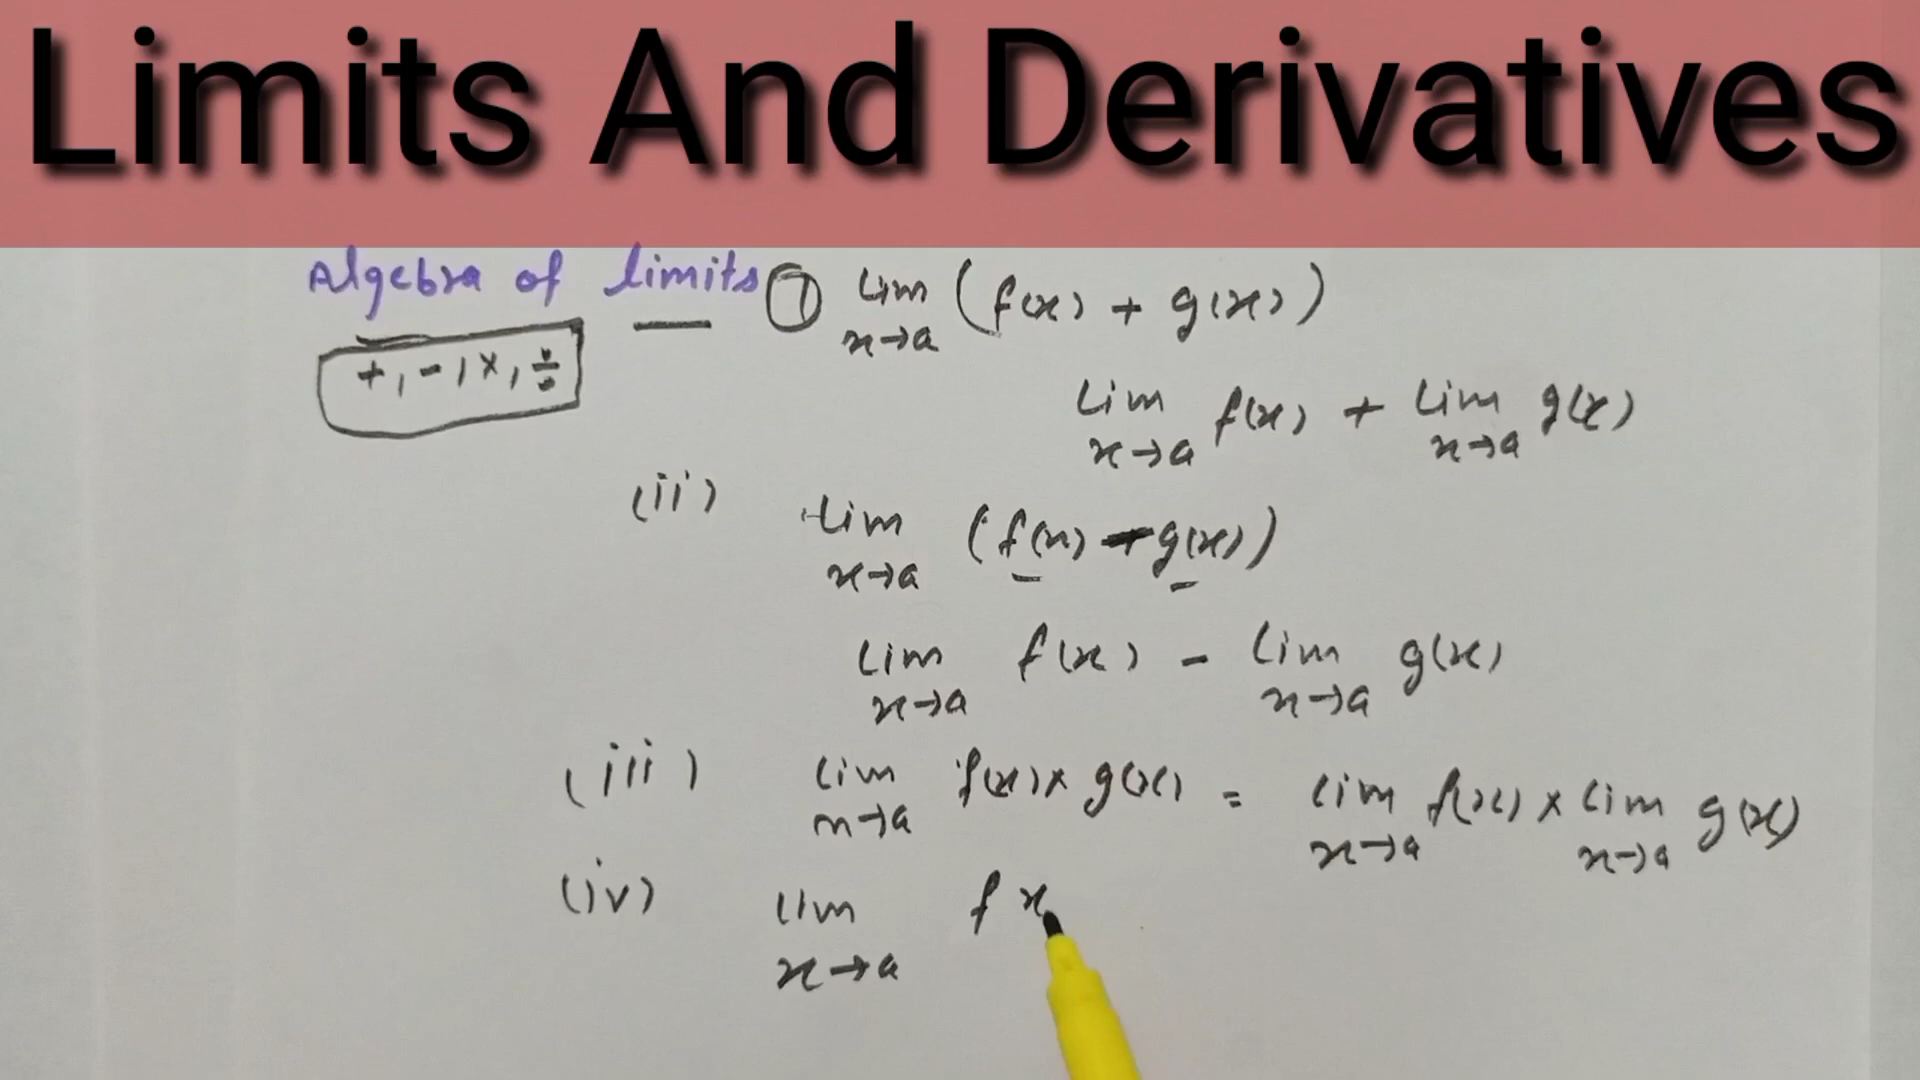 Limits And Derivatives
Algebra of limits ① lim (f(x) + g(x))
x→a
+, -, ×, ÷
lim f(x) + lim g(x)
x→a x→a
(ii) lim (f(x) - g(x))
x→a
lim f(x) - lim g(x)
x→a x→a
(iii) lim f(x) × g(x) = lim f(x) × lim g(x)
x→a x→a x→a
(iv) lim f x
x→a